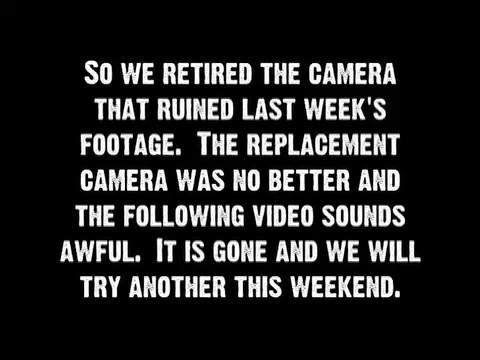 So we retired the camera
that ruined last week's
footage.  The replacement
camera was no better and
the following video sounds
awful.  It is gone and we will
try another this weekend.